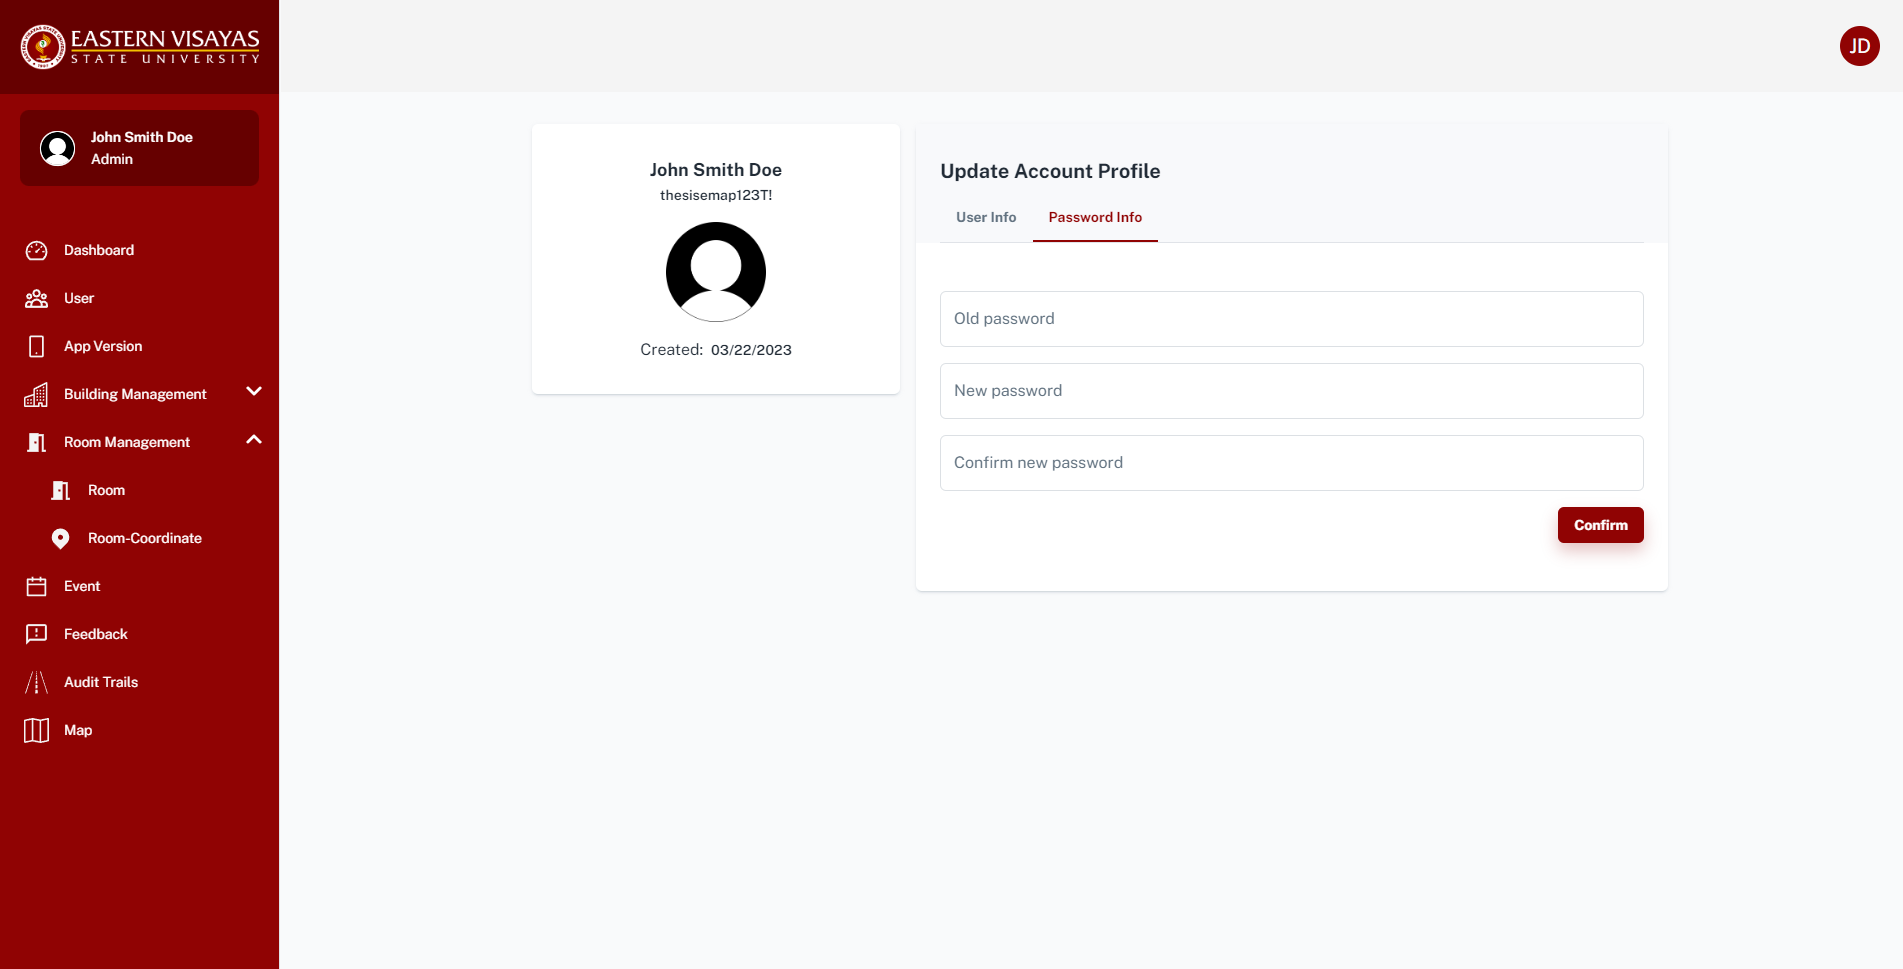 EASTERN VISAYAS
STATE UNIVERSITY
JD
John Smith Doe
Admin
Dashboard
User
App Version
Building Management
Room Management
Room
Room-Coordinate
Event
Feedback
Audit Trails
Map
John Smith Doe
thesisemap123T!
Created: 03/22/2023
Update Account Profile
User Info Password Info
Old password
New password
Confirm new password
Confirm